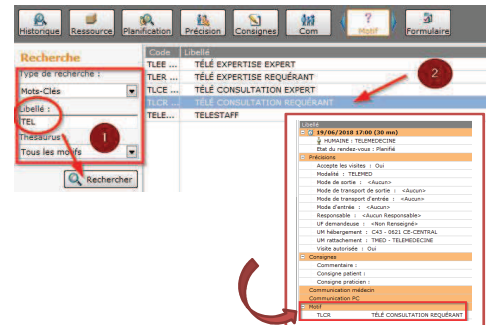 Historique Ressource Planification Précision Consignes Com Motif Formulaire
Recherche
Type de recherche :
Mots-Clés
Libellé :
TEL
Thésaurus
Tous les motifs
Rechercher
1
Code Libellé
TLEE ... TÉLÉ EXPERTISE EXPERT
TLER ... TÉLÉ EXPERTISE REQUÉRANT
TLCE ... TÉLÉ CONSULTATION EXPERT
TLCR ... TÉLÉ CONSULTATION REQUÉRANT
TELE... TELESTAFF
2
Libellé
19/06/2018 17:00 (30 mn)
HUMAINE : TELEMEDECINE
Etat du rendez-vous : Planifié
Précisions
Accepte les visites : Oui
Modalité : TELEMED
Mode de sortie : <Aucun>
Mode de transport de sortie : <Aucun>
Mode de transport d'entrée : <Aucun>
Mode d'entrée : <Aucun>
Responsable : <Aucun Responsable>
UF demandeuse : <Non Renseigné>
UM hébergement : C43 - 0621 CE-CENTRAL
UM rattachement : TMED - TELEMEDECINE
Visite autorisée : Oui
Consignes
Commentaire :
Consigne patient :
Consigne praticien :
Communication médecin
Communication PC
Motif
TLCR TÉLÉ CONSULTATION REQUÉRANT